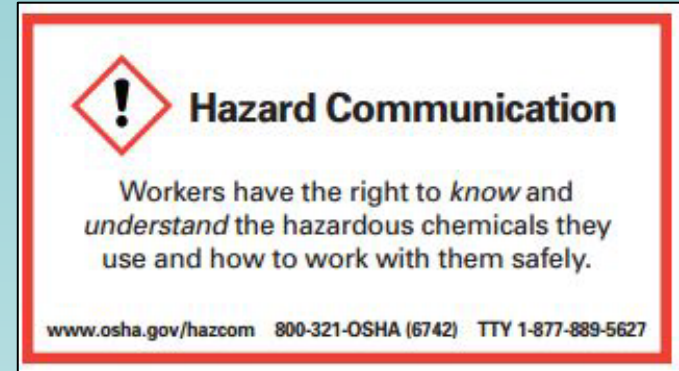 Hazard Communication
Workers have the right to know and
understand the hazardous chemicals they
use and how to work with them safely.
www.osha.gov/hazcom 800-321-OSHA (6742) TTY 1-877-889-5627